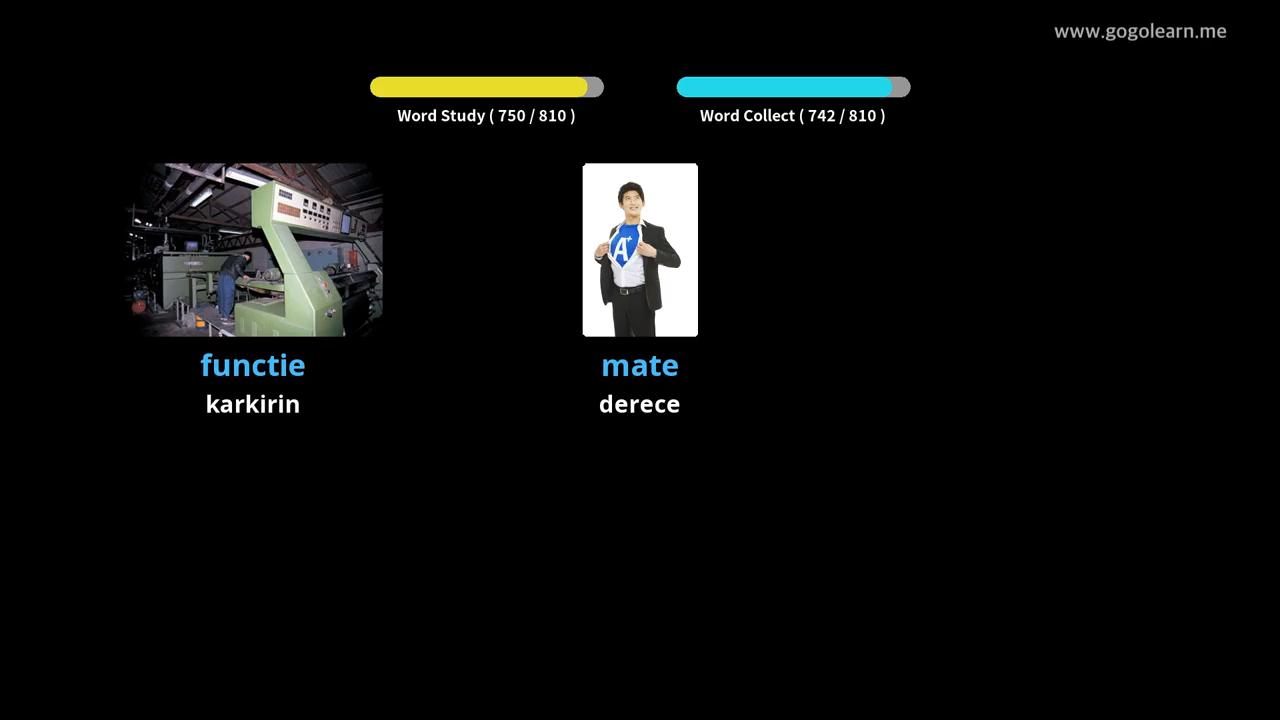 www.gogolearn.me
Word Study ( 750 / 810 )
Word Collect ( 742 / 810 )
A+
functie
mate
karkirin
derece